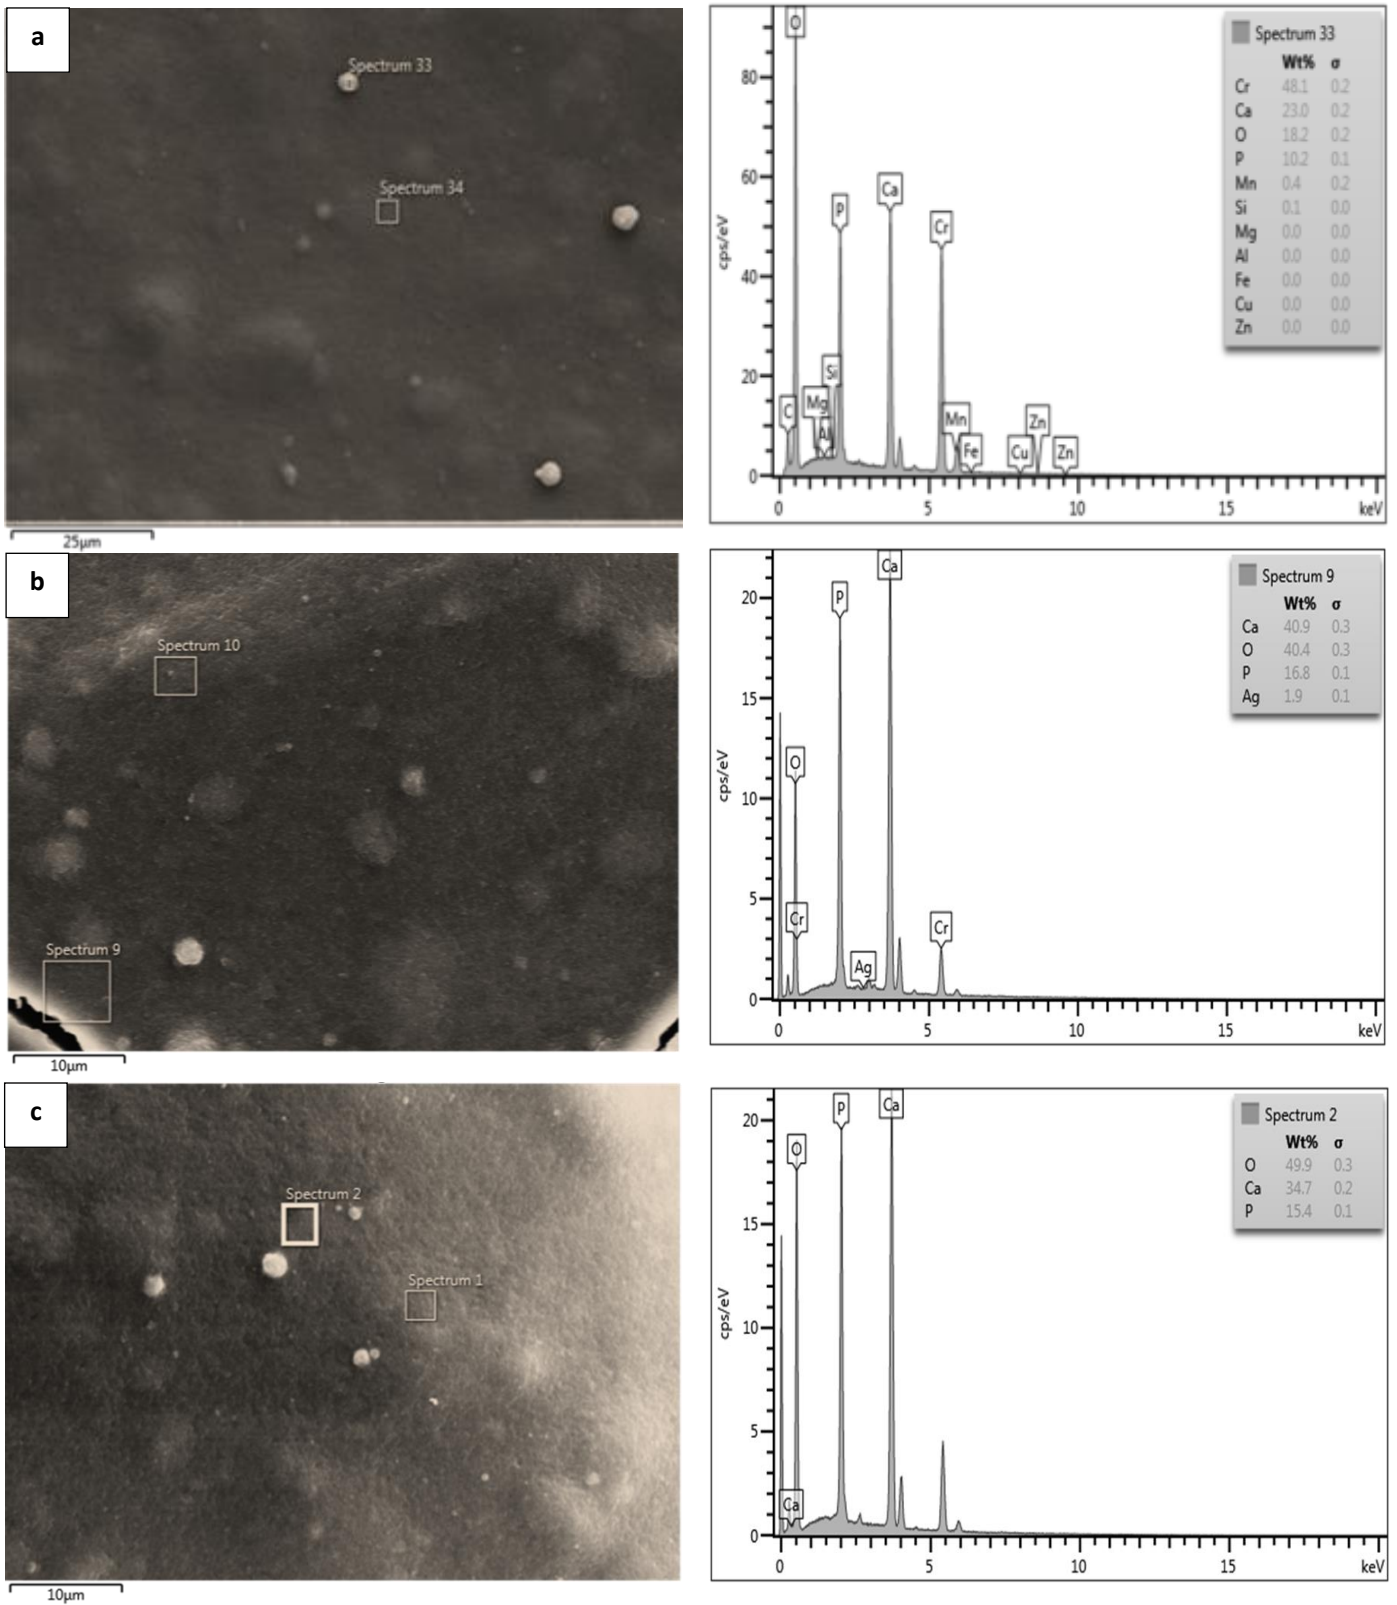 a
Spectrum 33
Spectrum 34
25µm
cps/eV
80
60
40
20
0
O
P
Ca
Cr
Si
C
Mg
Al
Mn
Fe
Cu
Zn
Zn
0 5 10 15 keV
Spectrum 33
Wt% σ
Cr 48.1 0.2
Ca 23.0 0.2
O 18.2 0.2
P 10.2 0.1
Mn 0.4 0.2
Si 0.1 0.0
Mg 0.0 0.0
Al 0.0 0.0
Fe 0.0 0.0
Cu 0.0 0.0
Zn 0.0 0.0
b
Spectrum 10
Spectrum 9
10µm
cps/eV
20
15
10
5
0
Ca
P
O
Cr
Ag
Cr
0 5 10 15 keV
Spectrum 9
Wt% σ
Ca 40.9 0.3
O 40.4 0.3
P 16.8 0.1
Ag 1.9 0.1
c
Spectrum 2
Spectrum 1
10µm
cps/eV
20
15
10
5
0
P
Ca
O
Ca
0 5 10 15 keV
Spectrum 2
Wt% σ
O 49.9 0.3
Ca 34.7 0.2
P 15.4 0.1